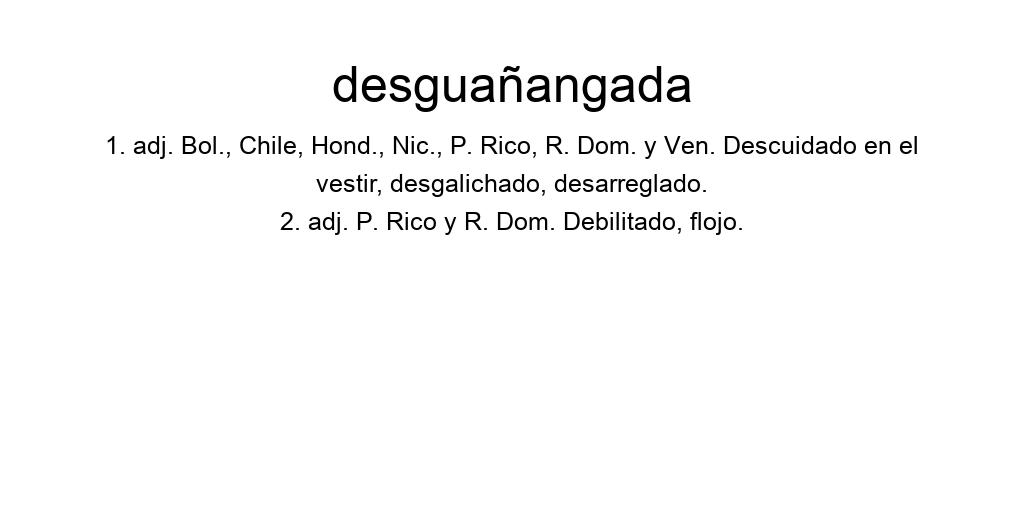 desguañangada
1. adj. Bol., Chile, Hond., Nic., P. Rico, R. Dom. y Ven. Descuidado en el
vestir, desgalichado, desarreglado.
2. adj. P. Rico y R. Dom. Debilitado, flojo.